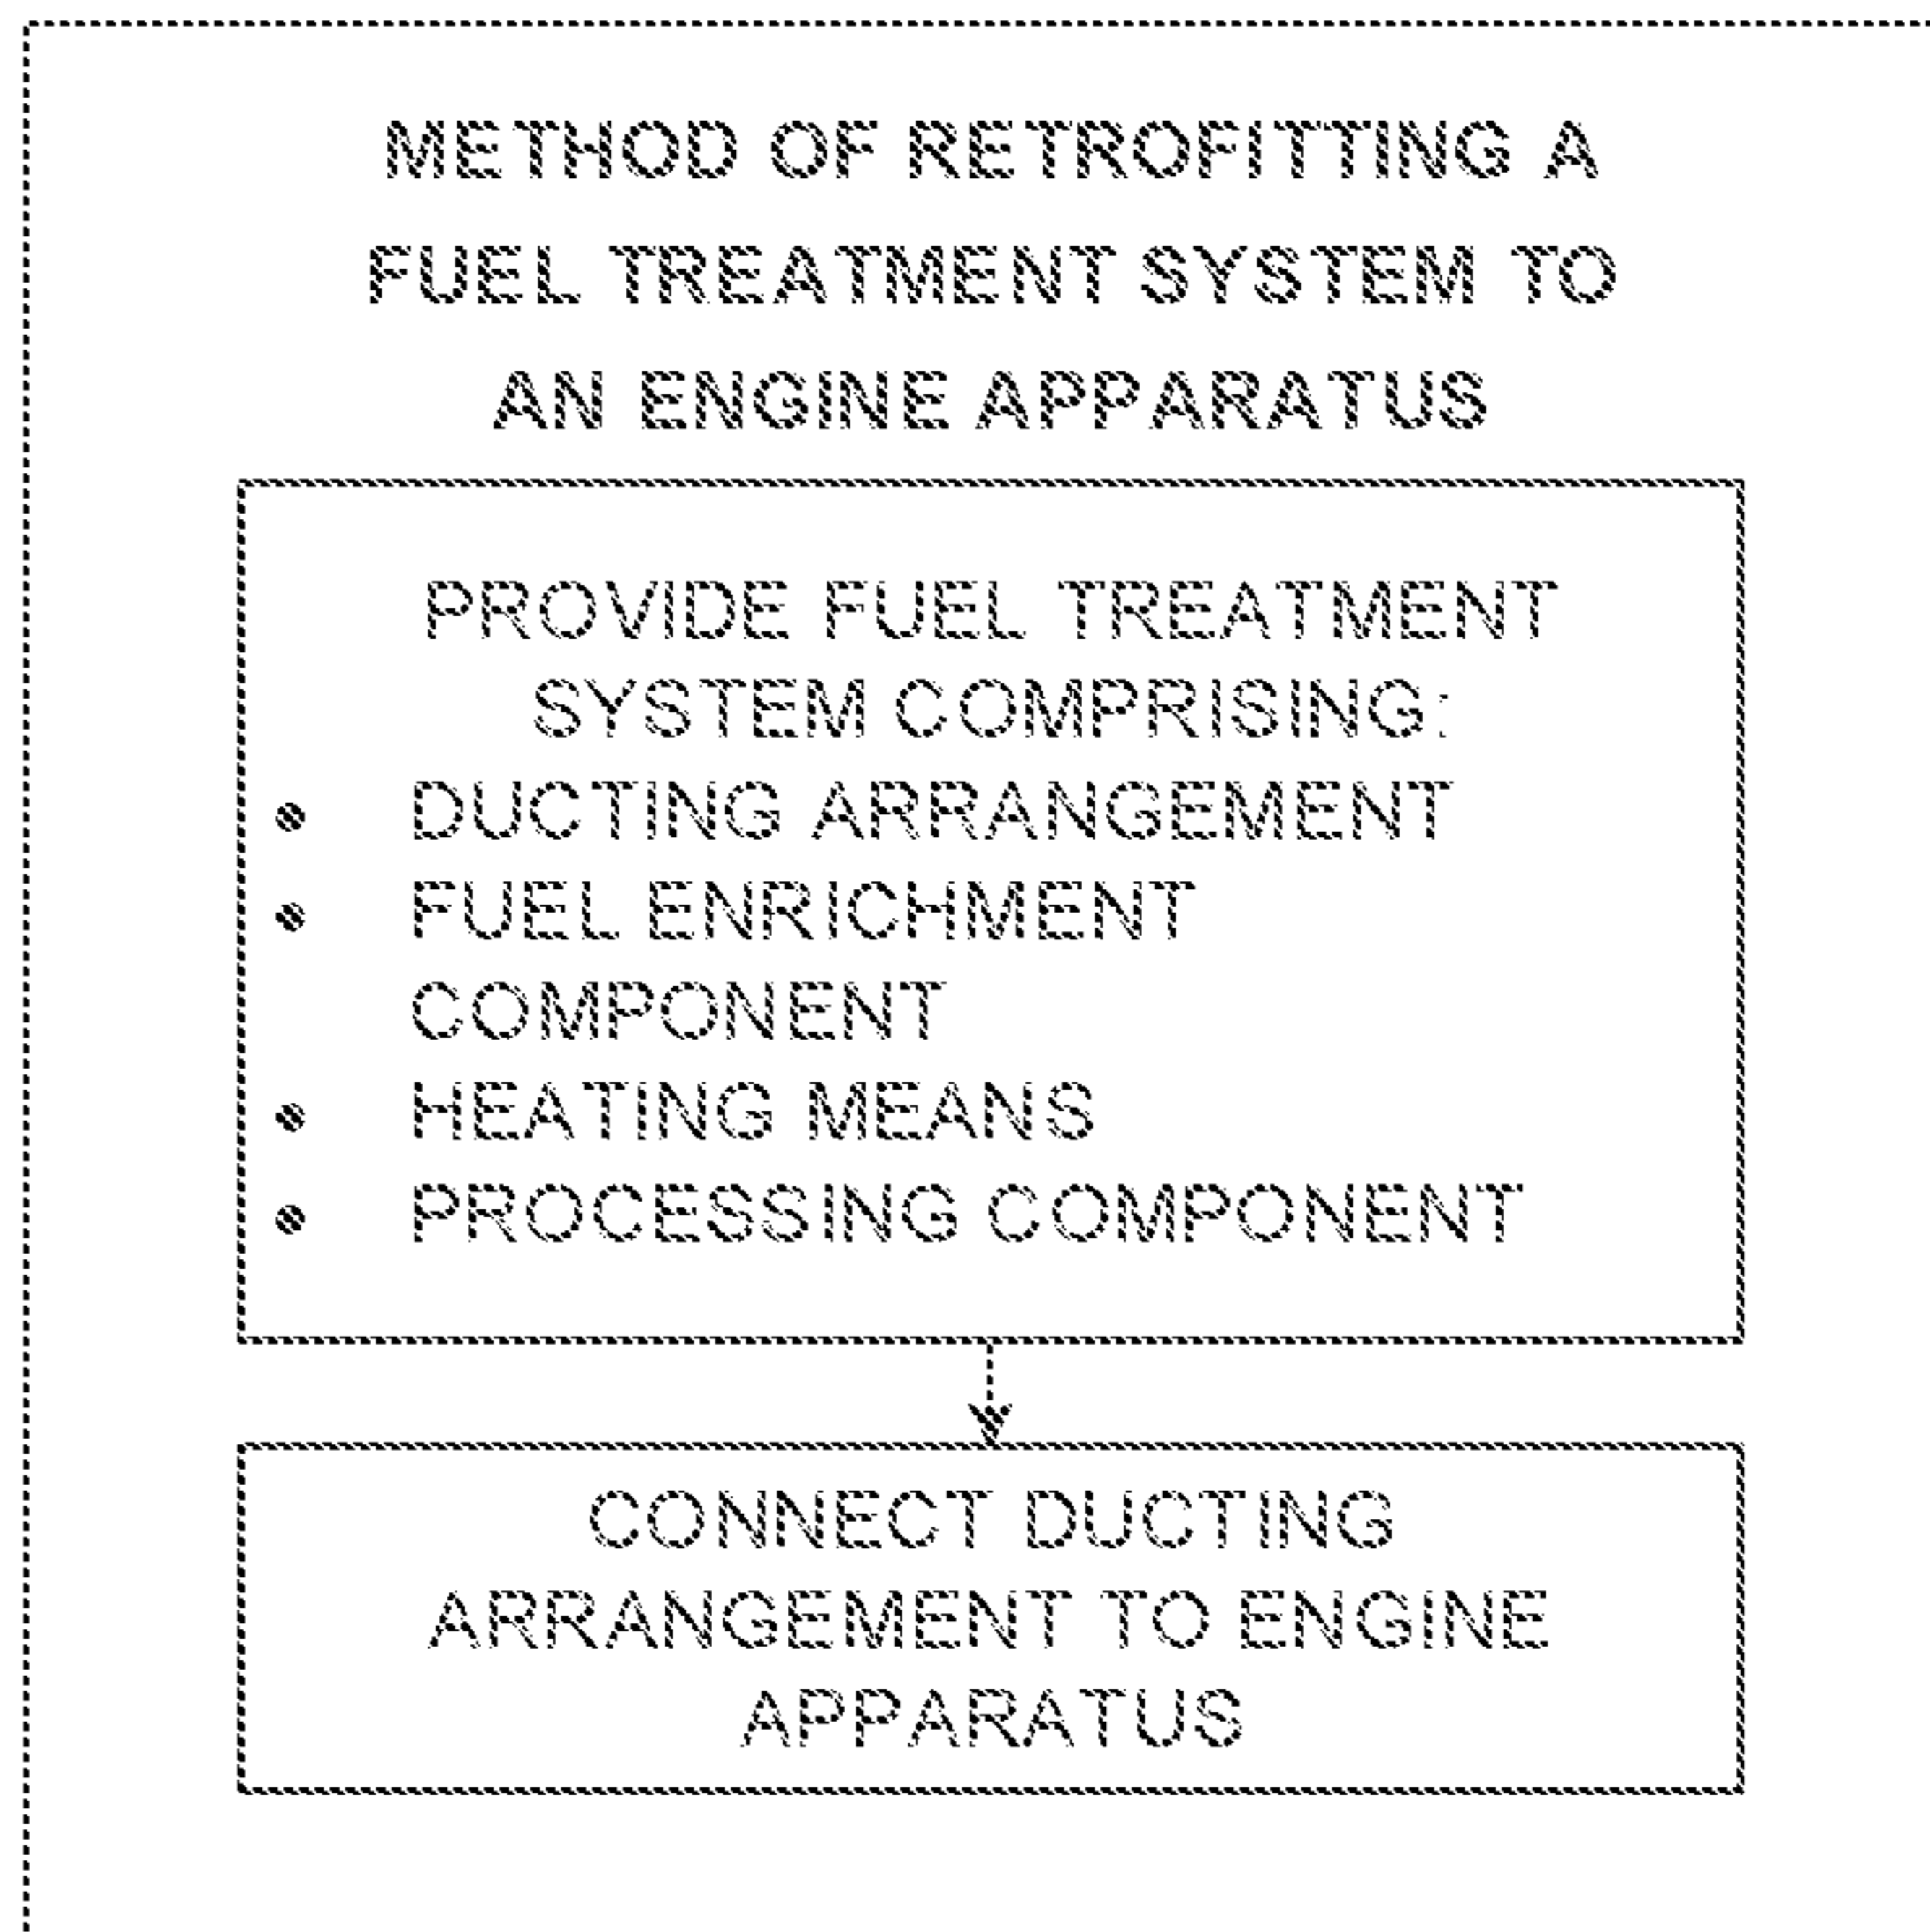 METHOD OF RETROFITTING A
FUEL TREATMENT SYSTEM TO
AN ENGINE APPARATUS
PROVIDE FUEL TREATMENT
SYSTEM COMPRISING:
• DUCTING ARRANGEMENT
• FUEL ENRICHMENT
COMPONENT
• HEATING MEANS
• PROCESSING COMPONENT
CONNECT DUCTING
ARRANGEMENT TO ENGINE
APPARATUS